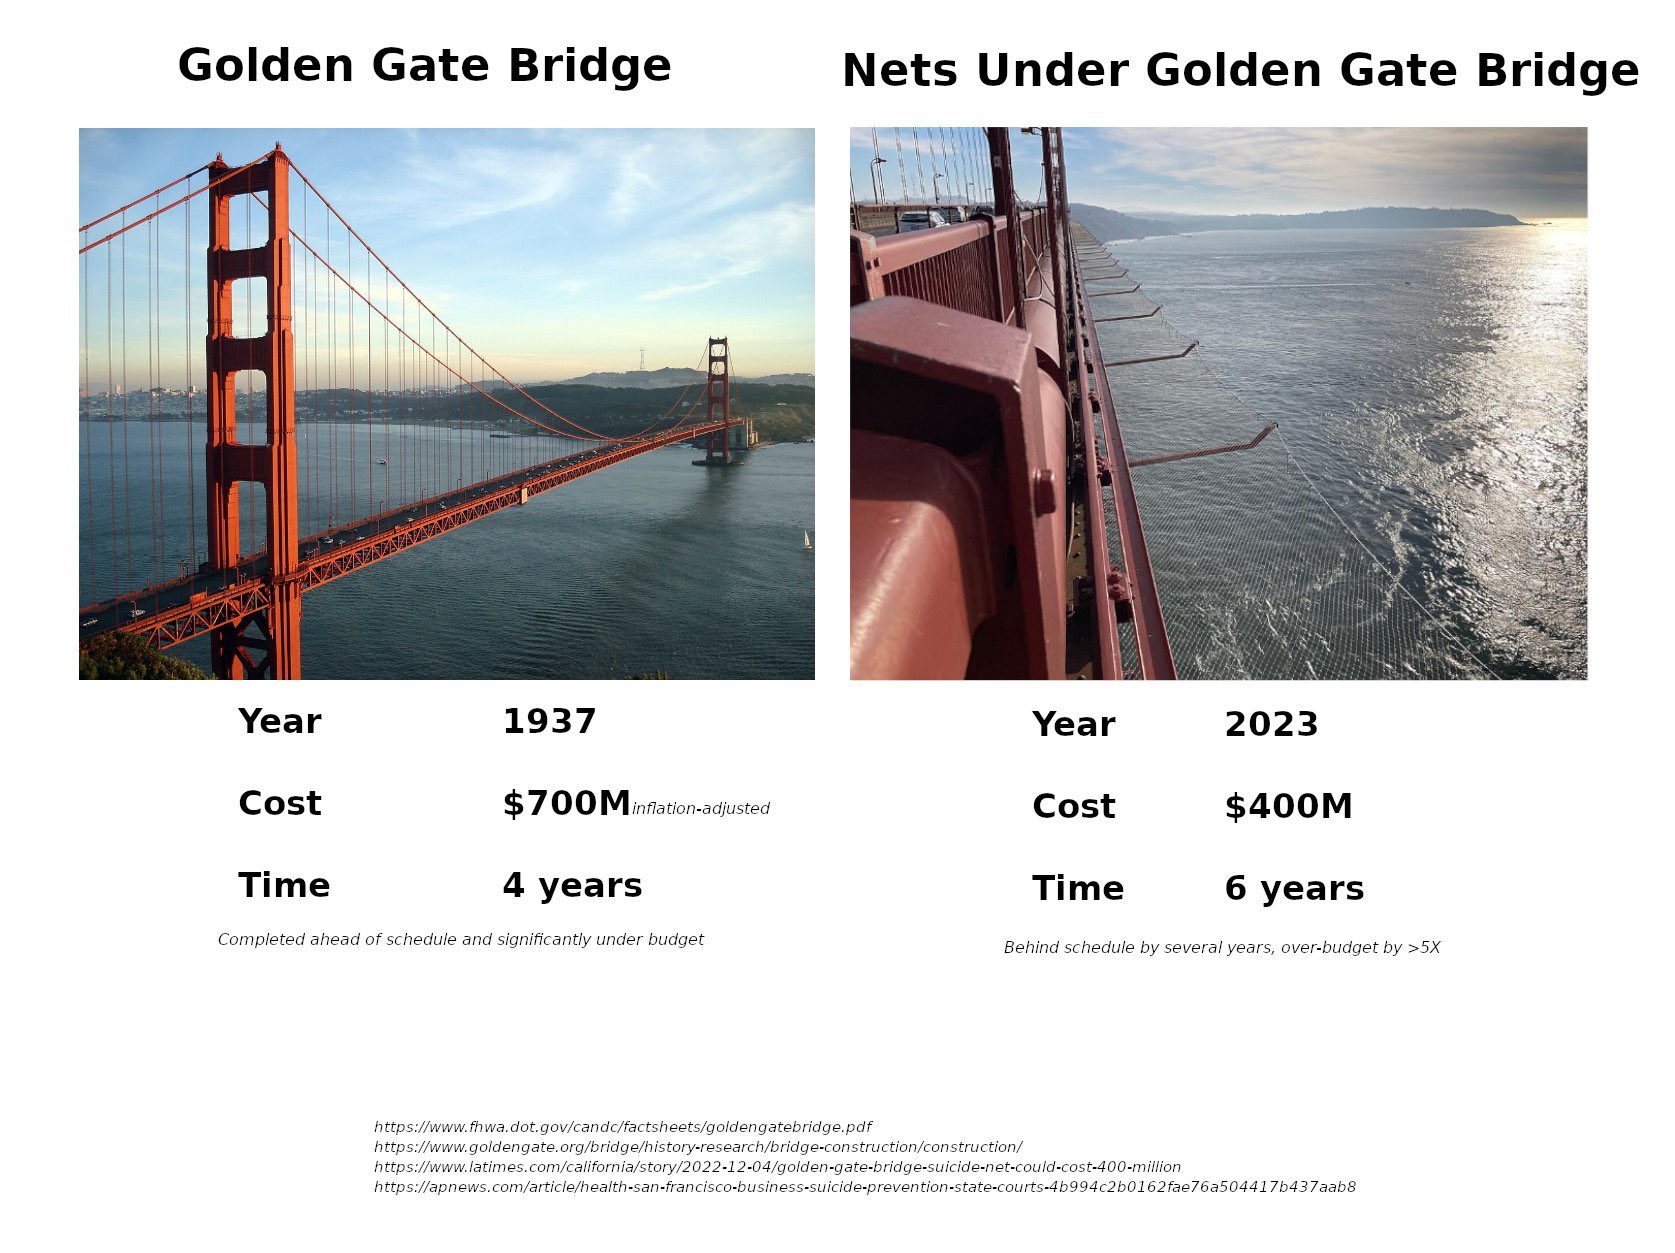 Golden Gate Bridge
Year 1937
Cost $700M inflation-adjusted
Time 4 years
Completed ahead of schedule and significantly under budget
Nets Under Golden Gate Bridge
Year 2023
Cost $400M
Time 6 years
Behind schedule by several years, over-budget by >5X
https://www.fhwa.dot.gov/candc/factsheets/goldengatebridge.pdf
https://www.goldengate.org/bridge/history-research/bridge-construction/construction/
https://www.latimes.com/california/story/2022-12-04/golden-gate-bridge-suicide-net-could-cost-400-million
https://apnews.com/article/health-san-francisco-business-suicide-prevention-state-courts-4b994c2b0162fae76a504417b437aab8